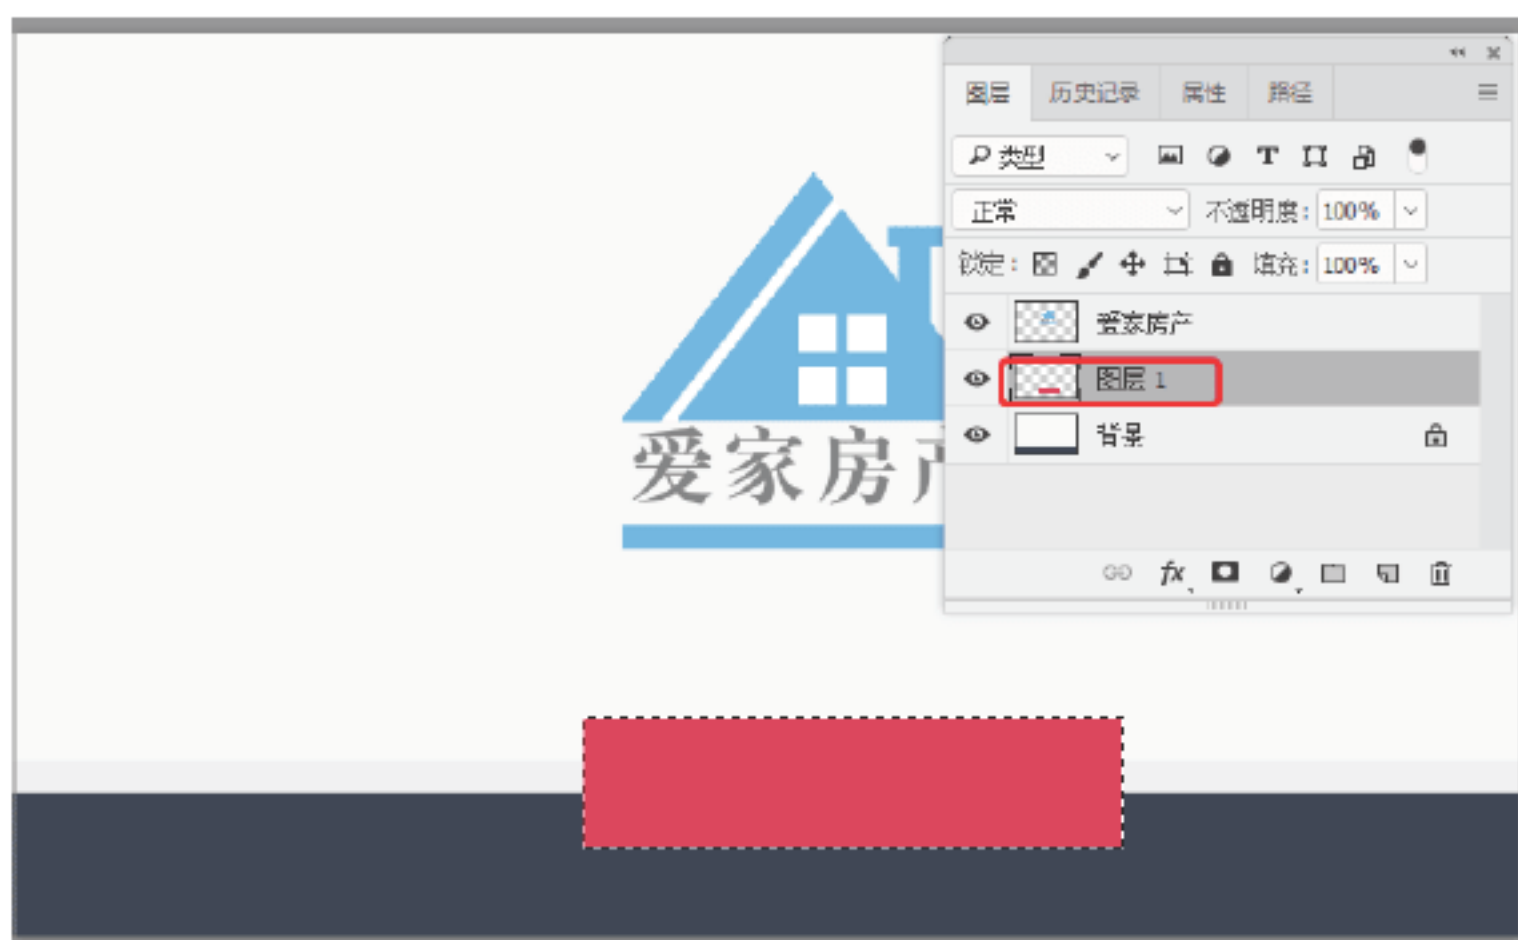 图层 历史记录 属性 路径
类型
正常 不透明度: 100%
锁定: 填充: 100%
爱家房产
图层 1
背景
fx
爱家房产